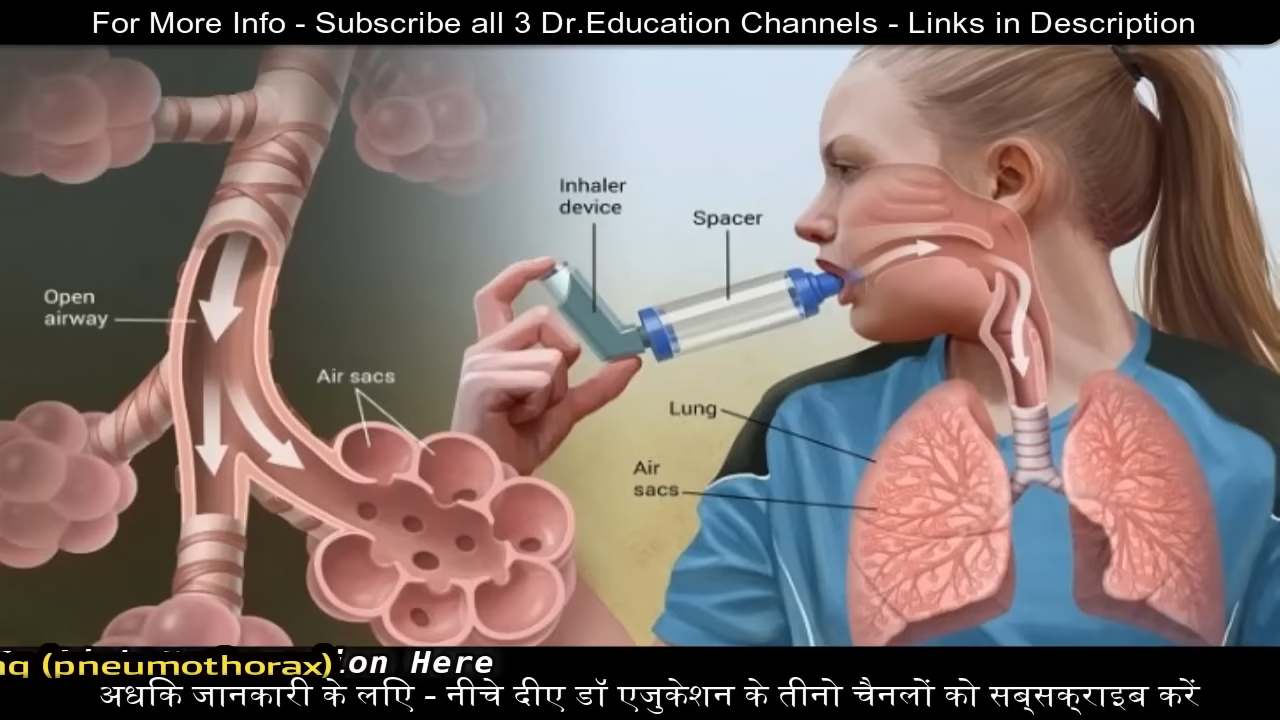 For More Info - Subscribe all 3 Dr.Education Channels - Links in Description
Inhaler
device
Spacer
Open
airway
Air sacs
Lung
Air
sacs
(pneumothorax)
Here
अधकि जानकारी के लएि - नीचे दीए डॉ एजुकेशन के तीनो चैनलों को सब्सक्राइब करें